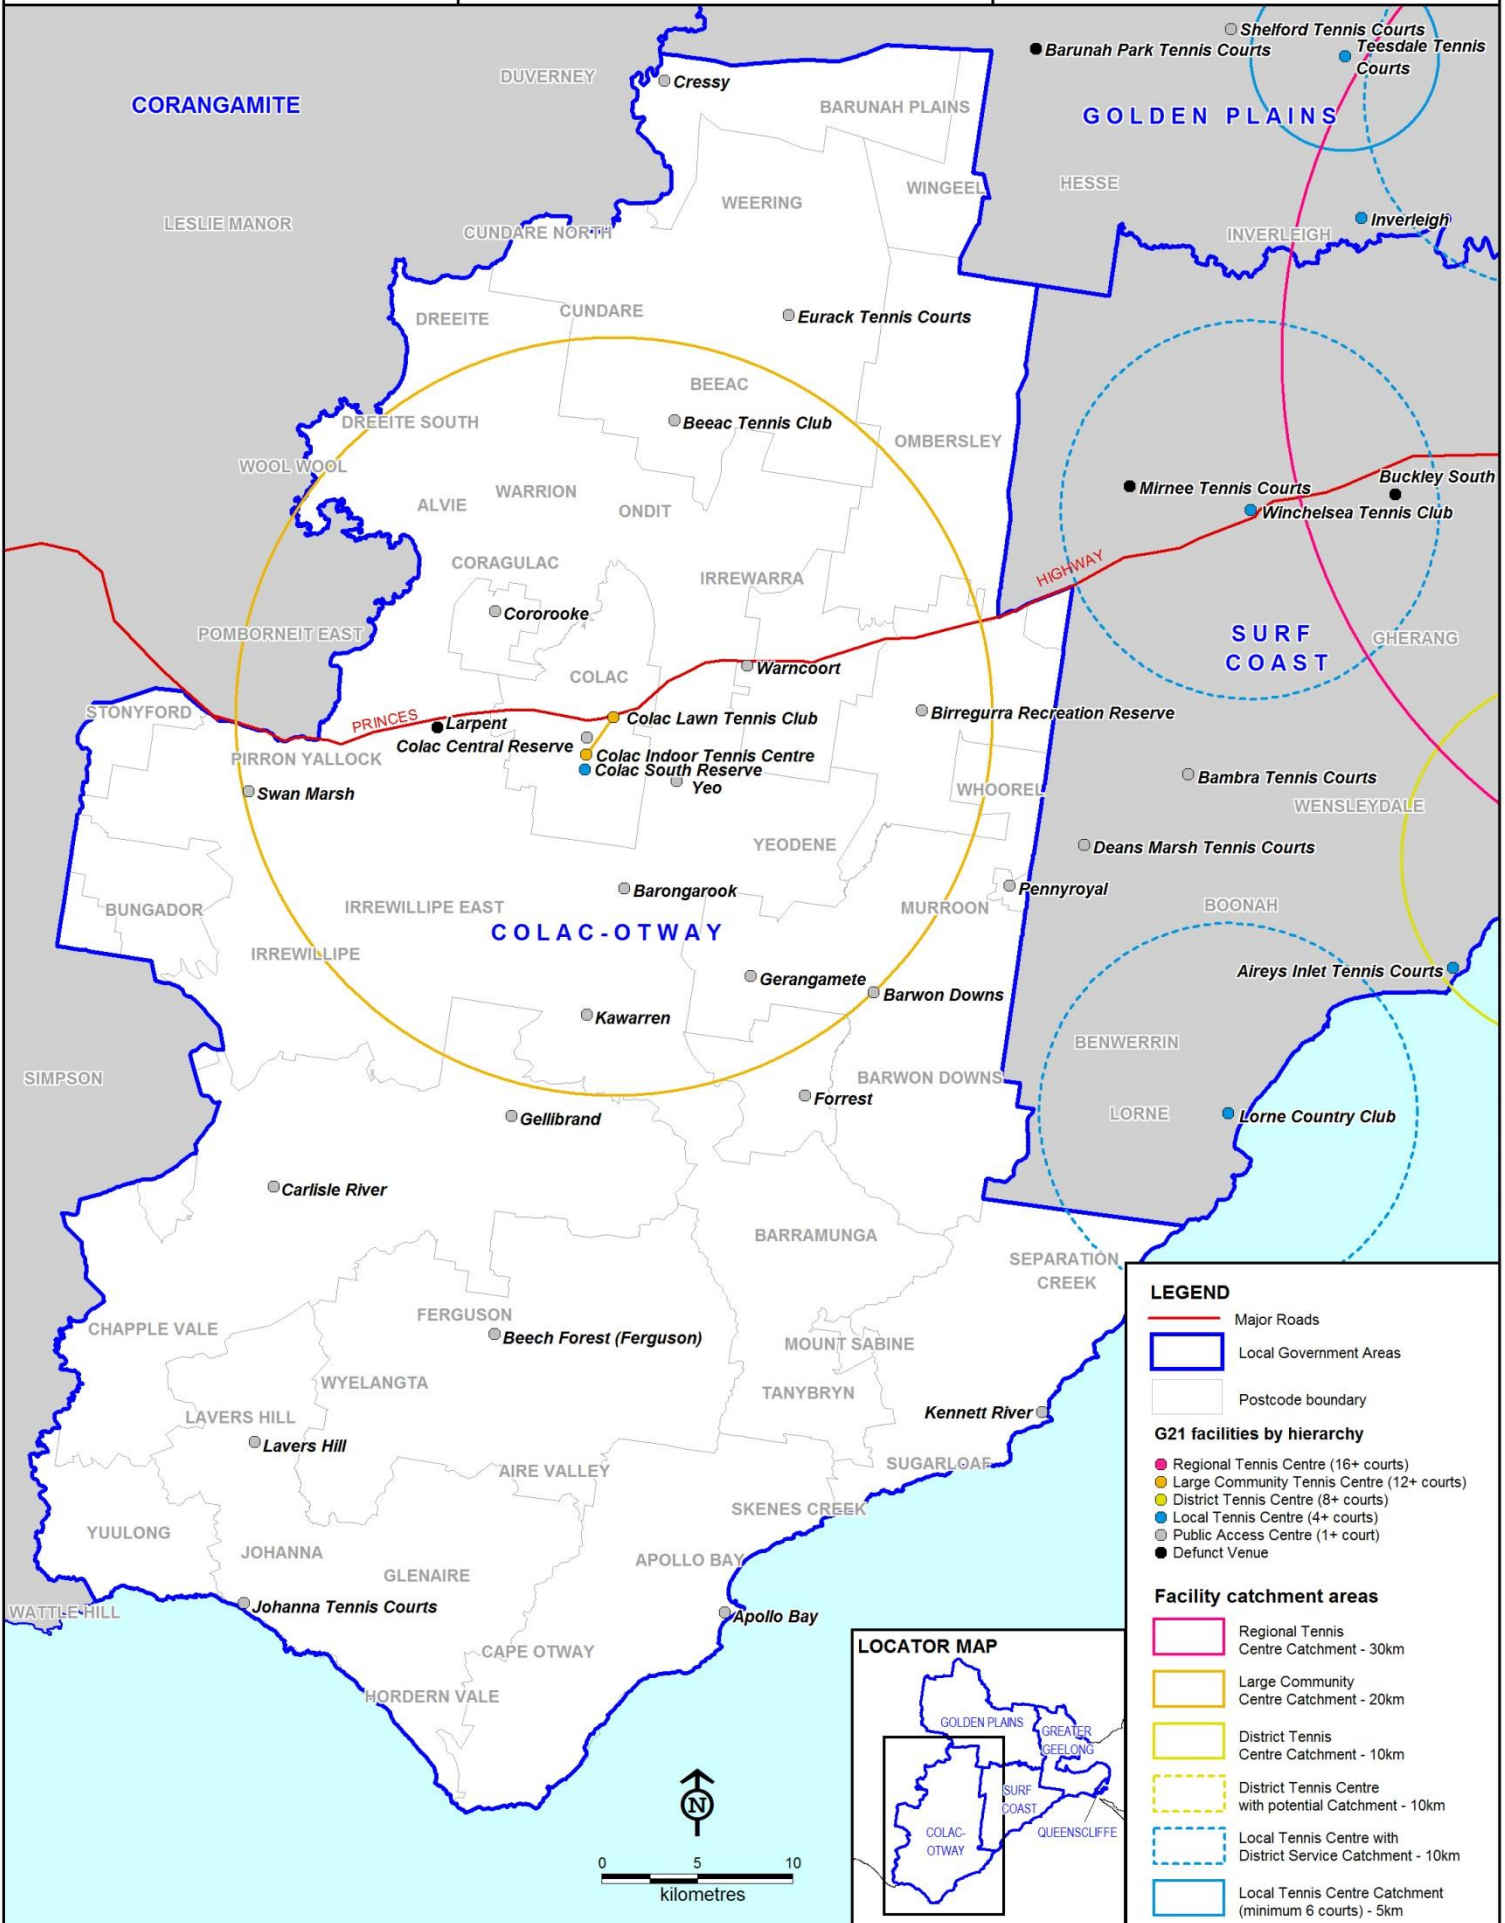 Shelford Tennis Courts
Barunah Park Tennis Courts
Teesdale Tennis
Courts
DUVERNEY
Cressy
CORANGAMITE
BARUNAH PLAINS
GOLDEN PLAINS
HESSE
WINGEEL
WEERING
LESLIE MANOR
CUNDARE NORTH
Inverleigh
INVERLEIGH
DREEITE
CUNDARE
Eurack Tennis Courts
BEEAC
DREEITE SOUTH
Beeac Tennis Club
OMBERSLEY
WOOL WOOL
WARRION
ALVIE
ONDIT
Mirnee Tennis Courts
Buckley South
Winchelsea Tennis Club
CORAGULAC
IRREWARRA
HIGHWAY
Cororooke
POMBORNEIT EAST
SURF
COAST
GHERANG
COLAC
Warncoort
STONYFORD
PRINCES
Larpent
Colac Lawn Tennis Club
Birregurra Recreation Reserve
Colac Central Reserve
Colac Indoor Tennis Centre
PIRRON YALLOCK
Colac South Reserve
Yeo
Swan Marsh
WHOOREL
Bambra Tennis Courts
WENSLEYDALE
YEODENE
Deans Marsh Tennis Courts
Barongarook
Pennyroyal
BUNGADOR
IRREWILLIPE EAST
MURROON
BOONAH
COLAC-OTWAY
IRREWILLIPE
Aireys Inlet Tennis Courts
Gerangamete
Barwon Downs
Kawarren
BENWERRIN
SIMPSON
BARWON DOWNS
Forrest
Gellibrand
LORNE
Lorne Country Club
Carlisle River
BARRAMUNGA
SEPARATION
CREEK
CHAPPLE VALE
FERGUSON
Beech Forest (Ferguson)
MOUNT SABINE
WYELANGTA
TANYBRYN
LAVERS HILL
Kennett River
Lavers Hill
AIRE VALLEY
SUGARLOAF
SKENES CREEK
YUULONG
JOHANNA
APOLLO BAY
GLENAIRE
WATTLE HILL
Johanna Tennis Courts
Apollo Bay
CAPE OTWAY
HORDERN VALE
N
0 5 10
kilometres
LOCATOR MAP
GOLDEN PLAINS
GREATER
GEELONG
SURF
COAST
COLAC-
OTWAY
QUEENSCLIFFE
LEGEND
Major Roads
Local Government Areas
Postcode boundary
G21 facilities by hierarchy
Regional Tennis Centre (16+ courts)
Large Community Tennis Centre (12+ courts)
District Tennis Centre (8+ courts)
Local Tennis Centre (4+ courts)
Public Access Centre (1+ court)
Defunct Venue
Facility catchment areas
Regional Tennis
Centre Catchment - 30km
Large Community
Centre Catchment - 20km
District Tennis
Centre Catchment - 10km
District Tennis Centre
with potential Catchment - 10km
Local Tennis Centre with
District Service Catchment - 10km
Local Tennis Centre Catchment
(minimum 6 courts) - 5km